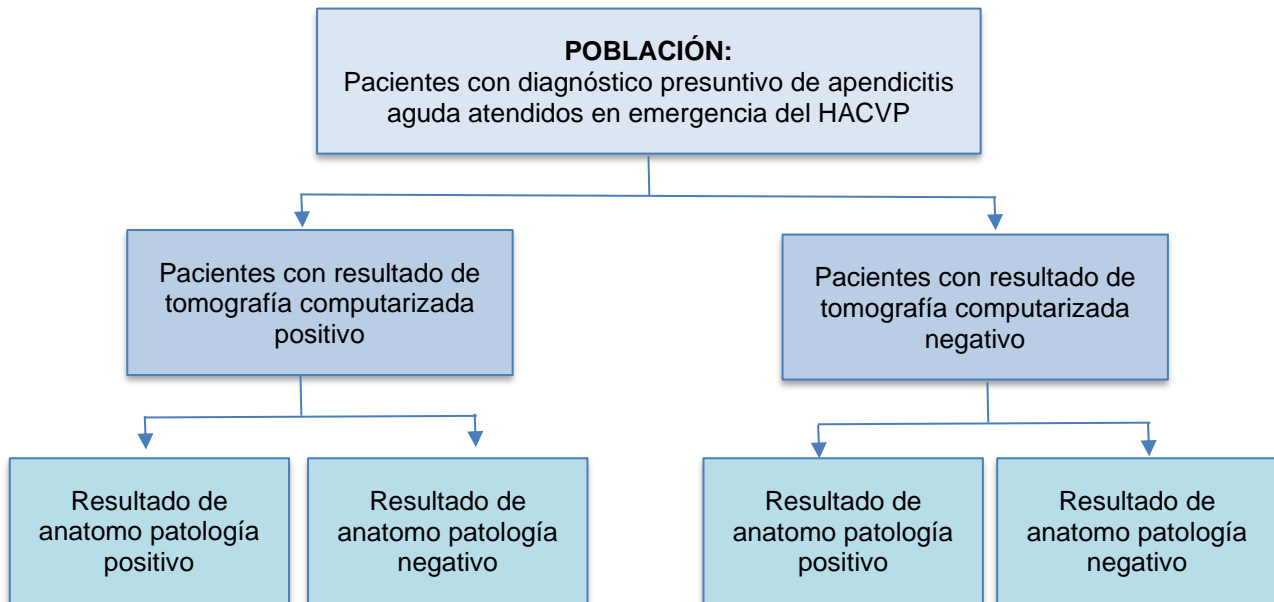 POBLACIÓN:
Pacientes con diagnóstico presuntivo de apendicitis
aguda atendidos en emergencia del HACVP
Pacientes con resultado de
tomografía computarizada
positivo
Pacientes con resultado de
tomografía computarizada
negativo
Resultado de
anatomo patología
positivo
Resultado de
anatomo patología
negativo
Resultado de
anatomo patología
positivo
Resultado de
anatomo patología
negativo